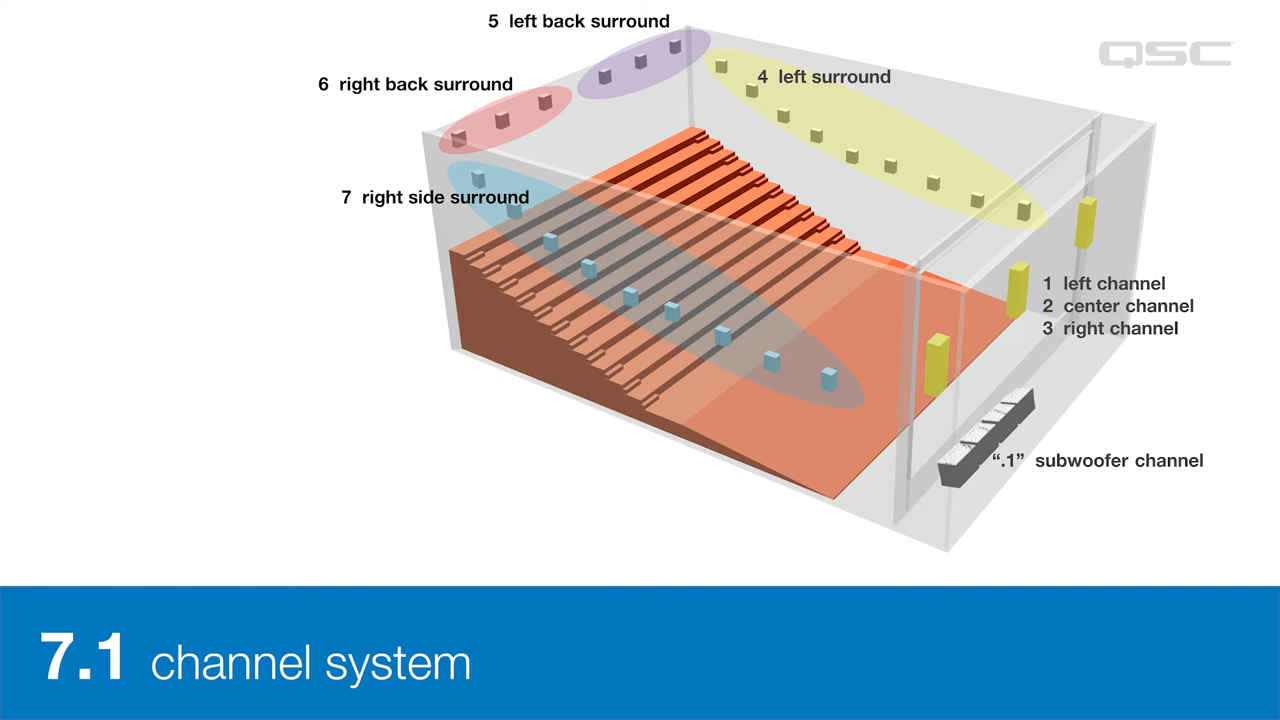 5 left back surround
QSC
4 left surround
6 right back surround
7 right side surround
1 left channel
2 center channel
3 right channel
“.1” subwoofer channel
7.1 channel system